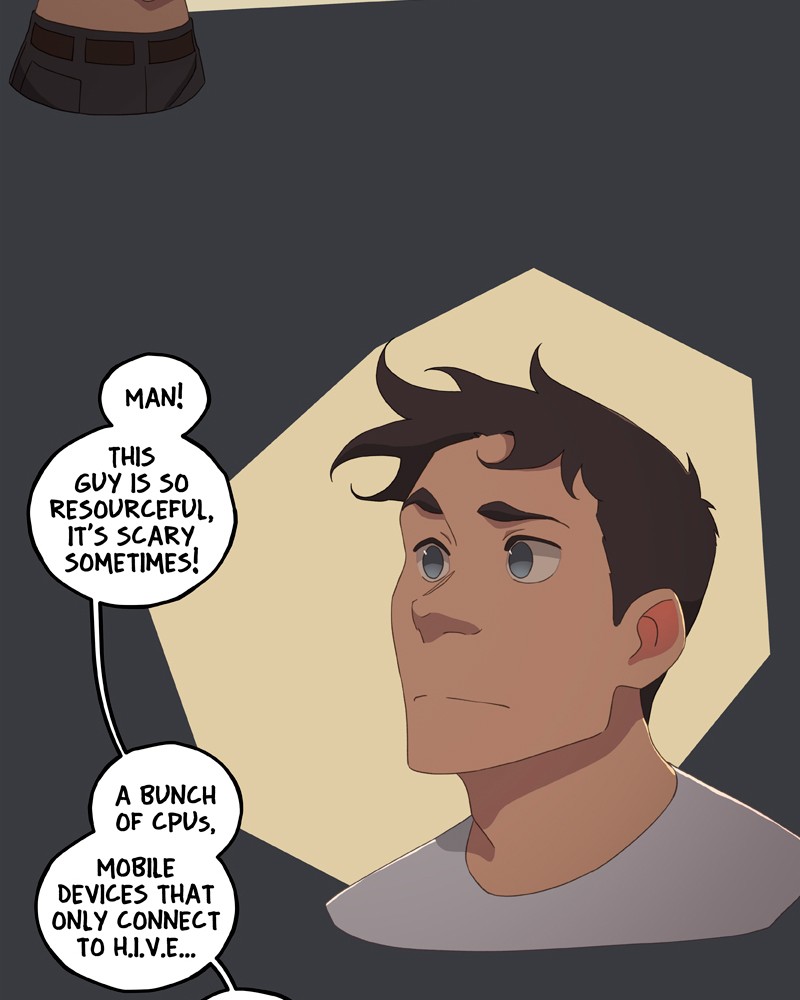 MAN!
THIS
GUY IS SO
RESOURCEFUL,
IT'S SCARY
SOMETIMES!
A BUNCH
OF CPUs,
MOBILE
DEVICES THAT
ONLY CONNECT
TO H.I.V.E...